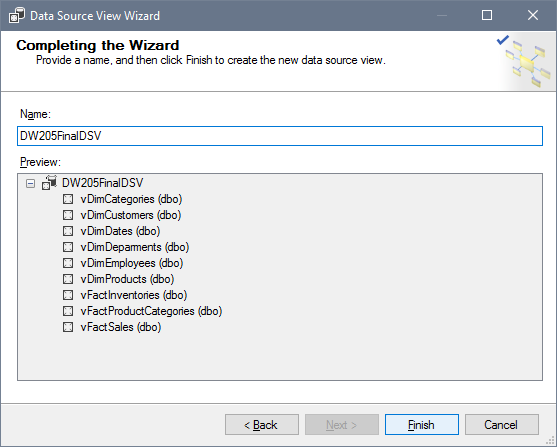 Data Source View Wizard
Completing the Wizard
Provide a name, and then click Finish to create the new data source view.
Name:
DW205FinalDSV
Preview:
DW205FinalDSV
vDimCategories (dbo)
vDimCustomers (dbo)
vDimDates (dbo)
vDimDeparments (dbo)
vDimEmployees (dbo)
vDimProducts (dbo)
vFactInventories (dbo)
vFactProductCategories (dbo)
vFactSales (dbo)
< Back Next > Finish Cancel